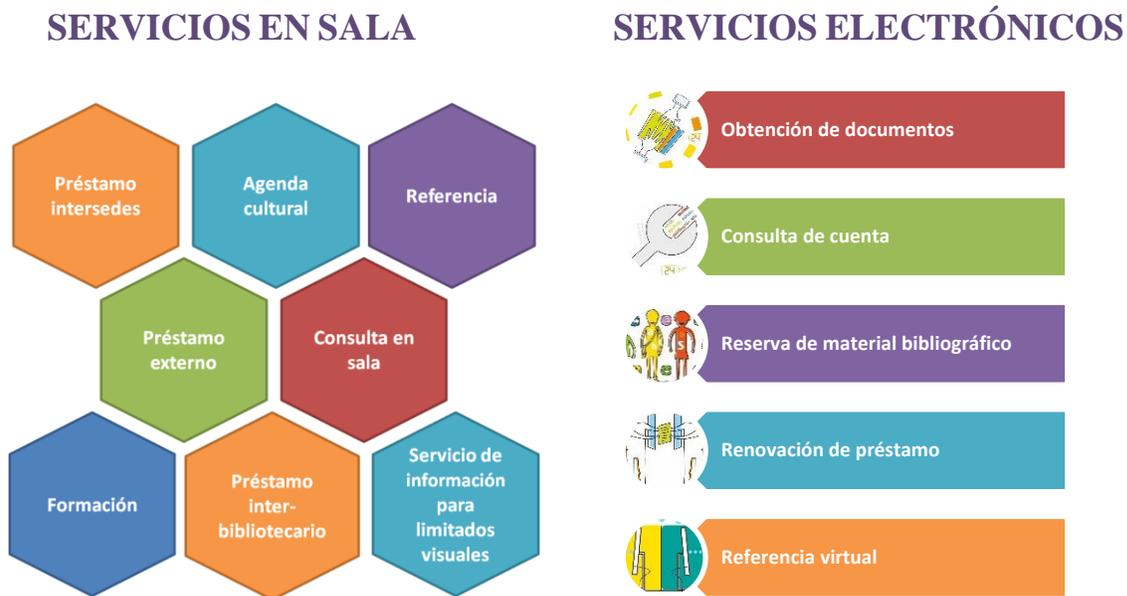 SERVICIOS EN SALA
Préstamo
intersedes
Agenda
cultural
Referencia
Préstamo
externo
Consulta en
sala
Formación
Préstamo
inter-
bibliotecario
Servicio de
información
para
limitados
visuales
SERVICIOS ELECTRÓNICOS
Obtención de documentos
24
Consulta de cuenta
24
Reserva de material bibliográfico
S
Renovación de préstamo
Referencia virtual